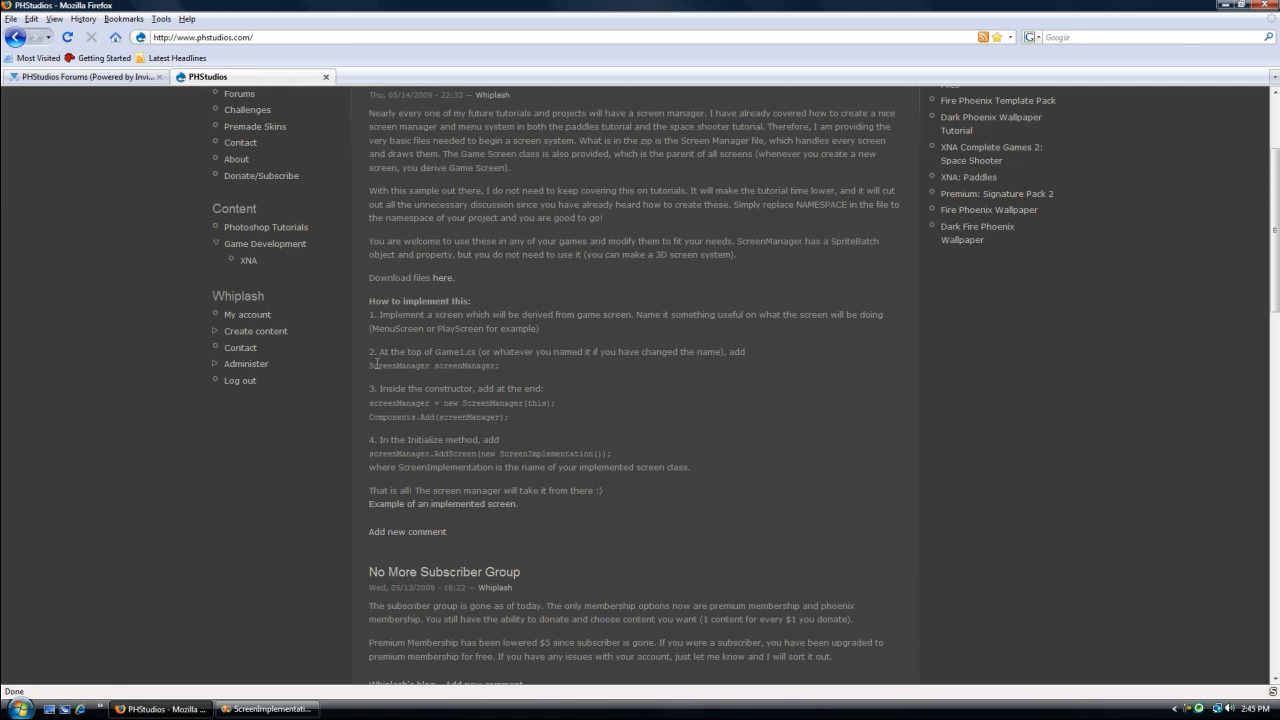 PHStudios - Mozilla Firefox
File Edit View History Bookmarks Tools Help
http://www.phstudios.com/
Google
Most Visited Getting Started Latest Headlines
PHStudios Forums (Powered by Invi...
PHStudios
Forums
Challenges
Premade Skins
Contact
About
Donate/Subscribe
Content
Photoshop Tutorials
Game Development
XNA
Whiplash
My account
Create content
Contact
Administer
Log out
Thu, 05/14/2009 - 22:33 — Whiplash
Nearly every one of my future tutorials and projects will have a screen manager. I have already covered how to create a nice
screen manager and menu system in both the paddles tutorial and the space shooter tutorial. Therefore, I am providing the
very basic files needed to begin a screen system. What is in the zip is the Screen Manager file, which handles every screen
and draws them. The Game Screen class is also provided, which is the parent of all screens (whenever you create a new
screen, you derive Game Screen).
With this sample out there, I do not need to keep covering this on tutorials. It will make the tutorial time lower, and it will cut
out all the unnecessary discussion since you have already heard how to create these. Simply replace NAMESPACE in the file to
the namespace of your project and you are good to go!
You are welcome to use these in any of your games and modify them to fit your needs. ScreenManager has a SpriteBatch
object and property, but you do not need to use it (you can make a 3D screen system).
Download files here.
How to implement this:
1. Implement a screen which will be derived from game screen. Name it something useful on what the screen will be doing
(MenuScreen or PlayScreen for example)
2. At the top of Game1.cs (or whatever you named it if you have changed the name), add
ScreenManager screenManager;
3. Inside the constructor, add at the end:
screenManager = new ScreenManager(this);
Components.Add(screenManager);
4. In the Initialize method, add
screenManager.AddScreen(new ScreenImplementation());
where ScreenImplementation is the name of your implemented screen class.
That is all! The screen manager will take it from there :)
Example of an implemented screen.
Add new comment
No More Subscriber Group
Wed, 05/13/2009 - 16:22 — Whiplash
The subscriber group is gone as of today. The only membership options now are premium membership and phoenix
membership. You still have the ability to donate and choose content you want (1 content for every $1 you donate).
Premium Membership has been lowered $5 since subscriber is gone. If you were a subscriber, you have been upgraded to
premium membership for free. If you have any issues with your account, just let me know and I will sort it out.
Whiplash's blog Add new comment
Fire Phoenix Template Pack
Dark Phoenix Wallpaper
Tutorial
XNA Complete Games 2:
Space Shooter
XNA: Paddles
Premium: Signature Pack 2
Fire Phoenix Wallpaper
Dark Fire Phoenix
Wallpaper
Done
PHStudios - Mozilla ...
ScreenImplementati...
2:45 PM